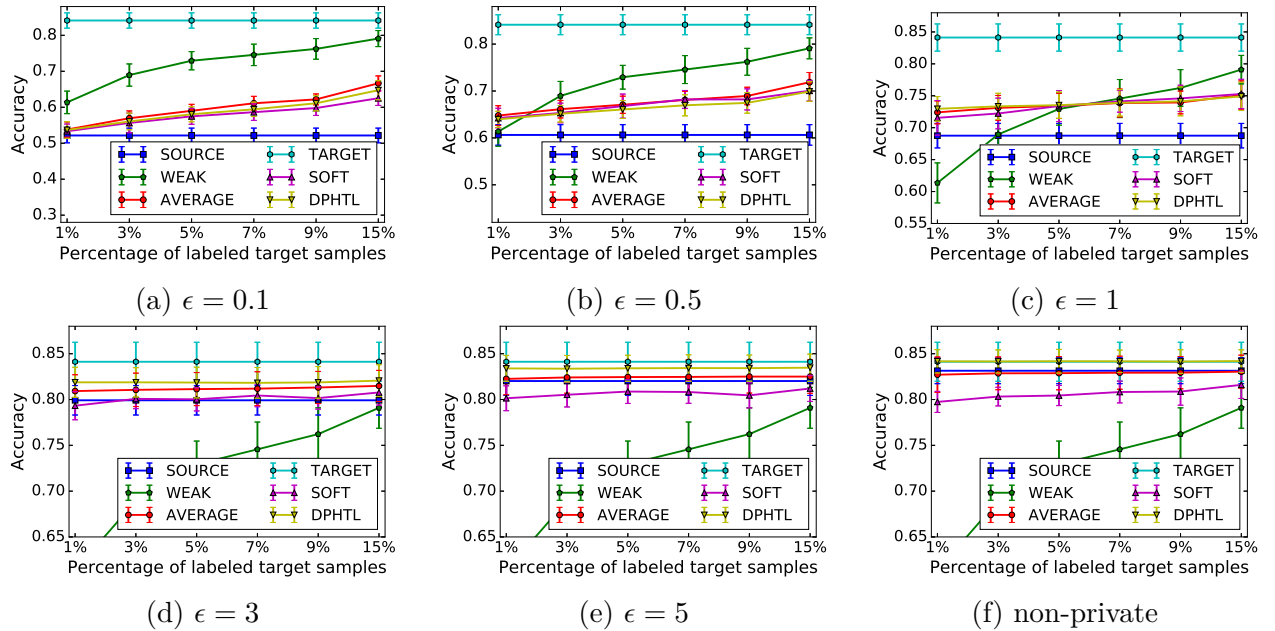 Accuracy
0.8
0.7
0.6
0.5
0.4
0.3
SOURCE TARGET
WEAK SOFT
AVERAGE DPHTL
1% 3% 5% 7% 9% 15%
Percentage of labeled target samples
(a) ϵ = 0.1
Accuracy
0.8
0.7
0.6
0.5
SOURCE TARGET
WEAK SOFT
AVERAGE DPHTL
1% 3% 5% 7% 9% 15%
Percentage of labeled target samples
(b) ϵ = 0.5
Accuracy
0.85
0.80
0.75
0.70
0.65
0.60
0.55
SOURCE TARGET
WEAK SOFT
AVERAGE DPHTL
1% 3% 5% 7% 9% 15%
Percentage of labeled target samples
(c) ϵ = 1
Accuracy
0.85
0.80
0.75
0.70
0.65
SOURCE TARGET
WEAK SOFT
AVERAGE DPHTL
1% 3% 5% 7% 9% 15%
Percentage of labeled target samples
(d) ϵ = 3
Accuracy
0.85
0.80
0.75
0.70
0.65
SOURCE TARGET
WEAK SOFT
AVERAGE DPHTL
1% 3% 5% 7% 9% 15%
Percentage of labeled target samples
(e) ϵ = 5
Accuracy
0.85
0.80
0.75
0.70
0.65
SOURCE TARGET
WEAK SOFT
AVERAGE DPHTL
1% 3% 5% 7% 9% 15%
Percentage of labeled target samples
(f) non-private